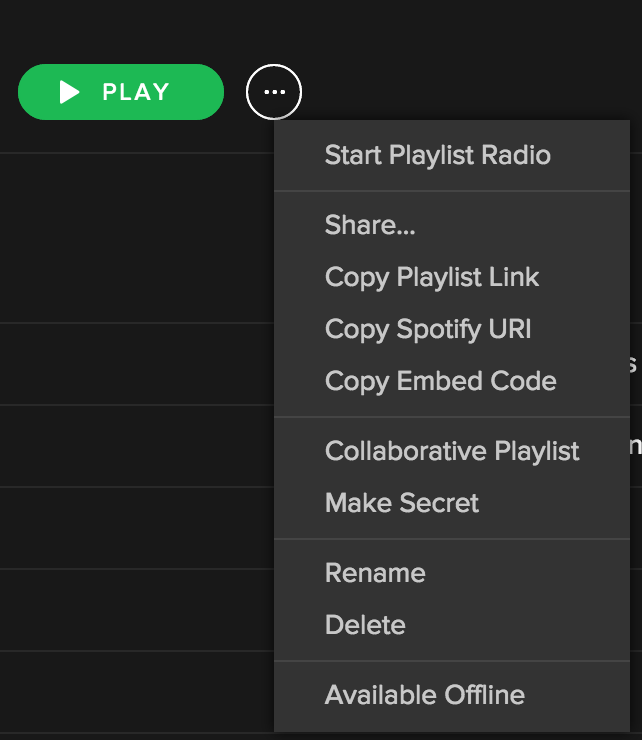 PLAY
Start Playlist Radio
Share...
Copy Playlist Link
Copy Spotify URI
Copy Embed Code
Collaborative Playlist
Make Secret
Rename
Delete
Available Offline